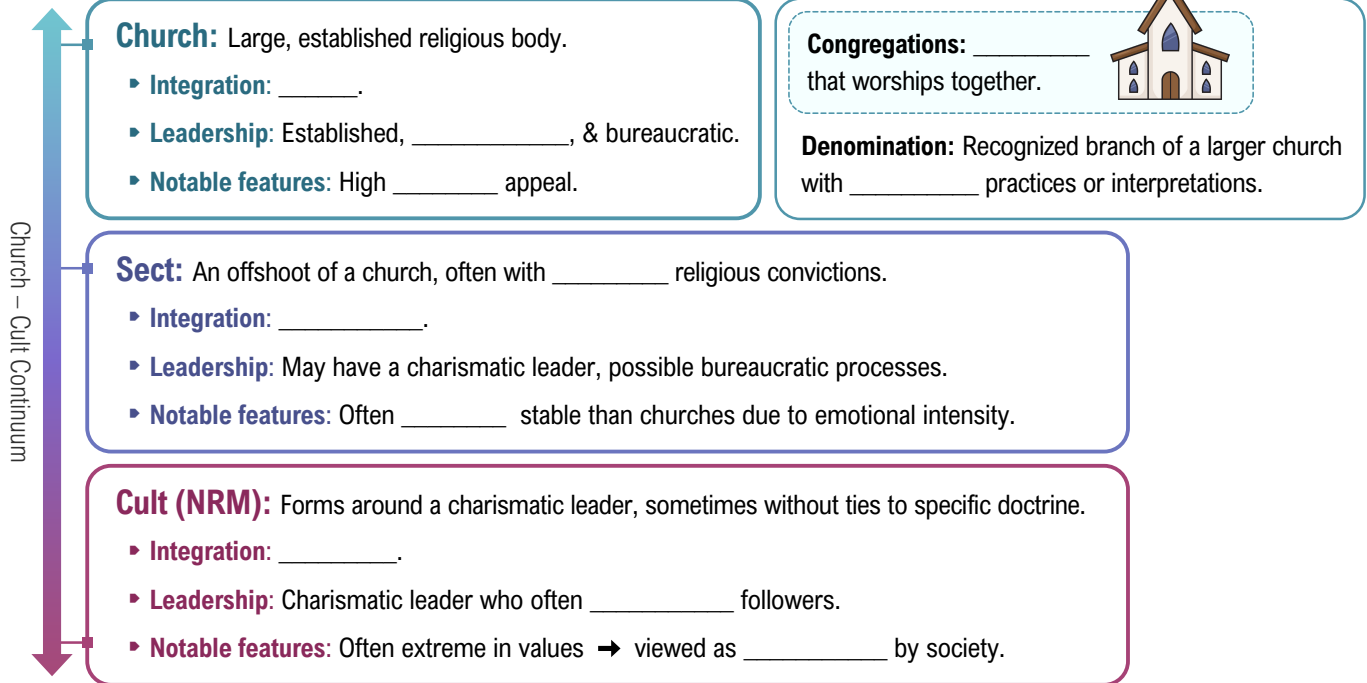 Church – Cult Continuum
Church: Large, established religious body.
Integration: ______.
Leadership: Established, ____________, & bureaucratic.
Notable features: High ________ appeal.
Congregations: _________
that worships together.
Denomination: Recognized branch of a larger church
with __________ practices or interpretations.
Sect: An offshoot of a church, often with _________ religious convictions.
Integration: ___________.
Leadership: May have a charismatic leader, possible bureaucratic processes.
Notable features: Often ________ stable than churches due to emotional intensity.
Cult (NRM): Forms around a charismatic leader, sometimes without ties to specific doctrine.
Integration: _________.
Leadership: Charismatic leader who often ___________ followers.
Notable features: Often extreme in values → viewed as ___________ by society.